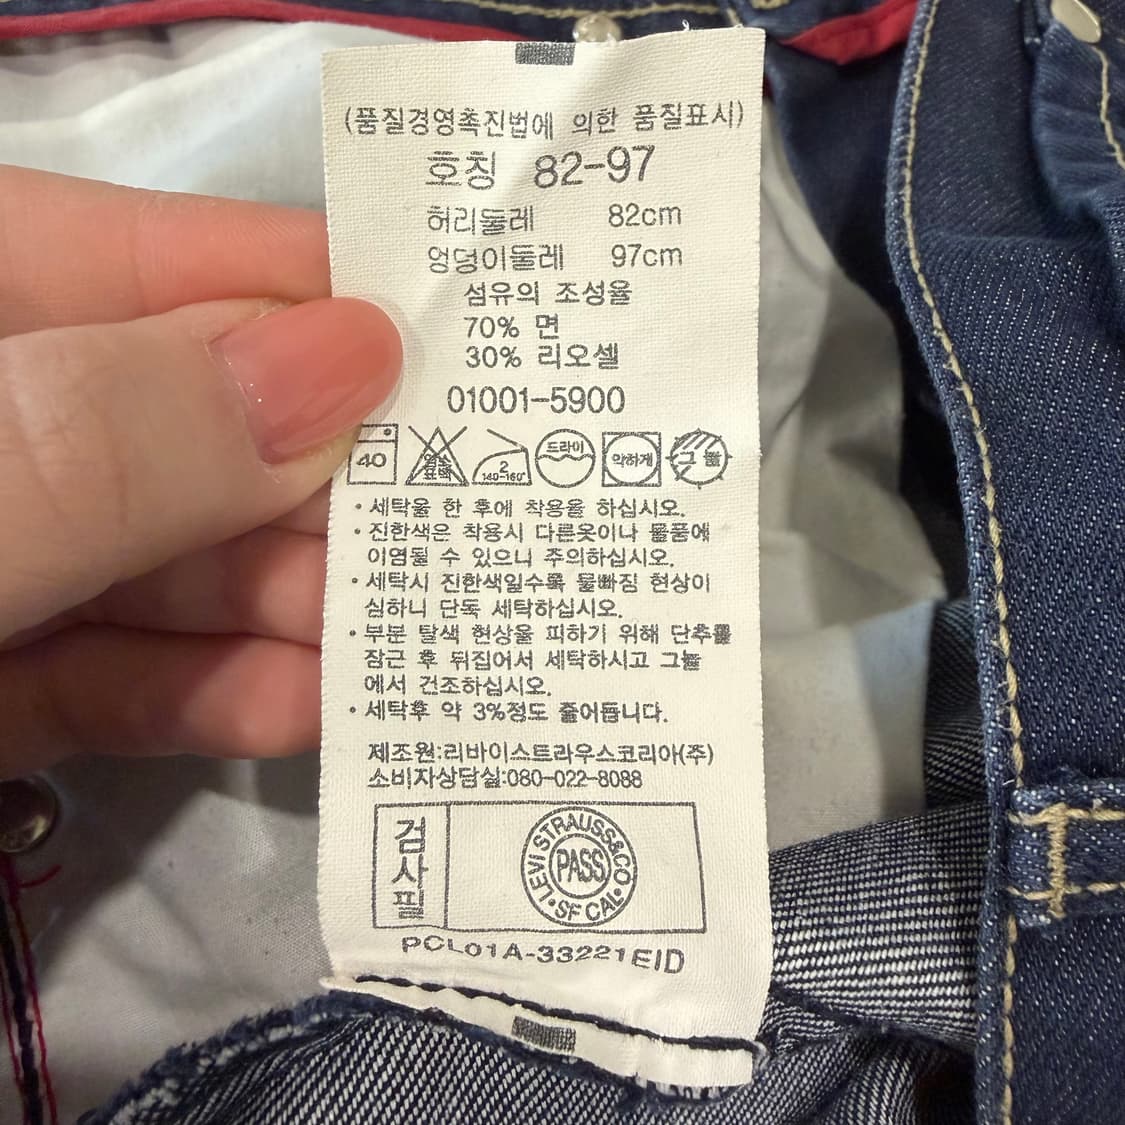 (품질경영촉진법에 의한 품질표시)
호칭 82-97
허리둘레 82cm
엉덩이둘레 97cm
섬유의 조성율
70% 면
30% 리오셀
01001-5900
40 염소 표백 2 140-160° 드라이 약하게 그늘
• 세탁을 한 후에 착용을 하십시오.
• 진한색은 착용시 다른옷이나 물품에
이염될 수 있으니 주의하십시오.
• 세탁시 진한색일수록 물빠짐 현상이
심하니 단독 세탁하십시오.
• 부분 탈색 현상을 피하기 위해 단추를
잠근 후 뒤집어서 세탁하시고 그늘
에서 건조하십시오.
• 세탁후 약 3%정도 줄어듭니다.
제조원:리바이스트라우스코리아(주)
소비자상담실:080-022-8088
검사필
LEVI STRAUSS&CO • SF CAL •
PASS
PCL01A-33221EID